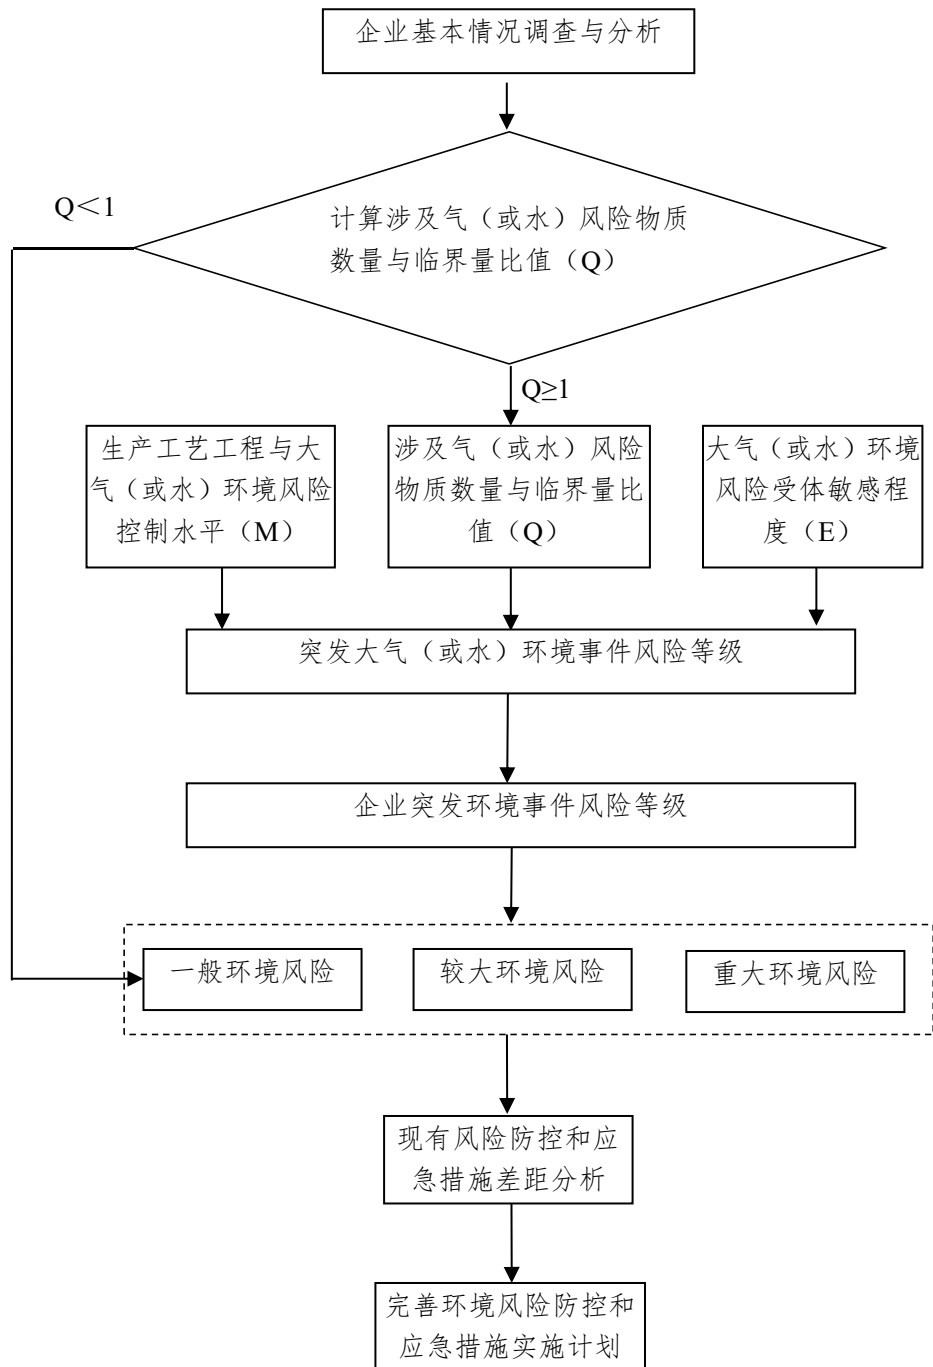 企业基本情况调查与分析
Q＜1
计算涉及气（或水）风险物质
数量与临界量比值（Q）
Q≥1
生产工艺工程与大
气（或水）环境风险
控制水平（M）
涉及气（或水）风险
物质数量与临界量比
值（Q）
大气（或水）环境
风险受体敏感程
度（E）
突发大气（或水）环境事件风险等级
企业突发环境事件风险等级
一般环境风险
较大环境风险
重大环境风险
现有风险防控和应
急措施差距分析
完善环境风险防控和
应急措施实施计划